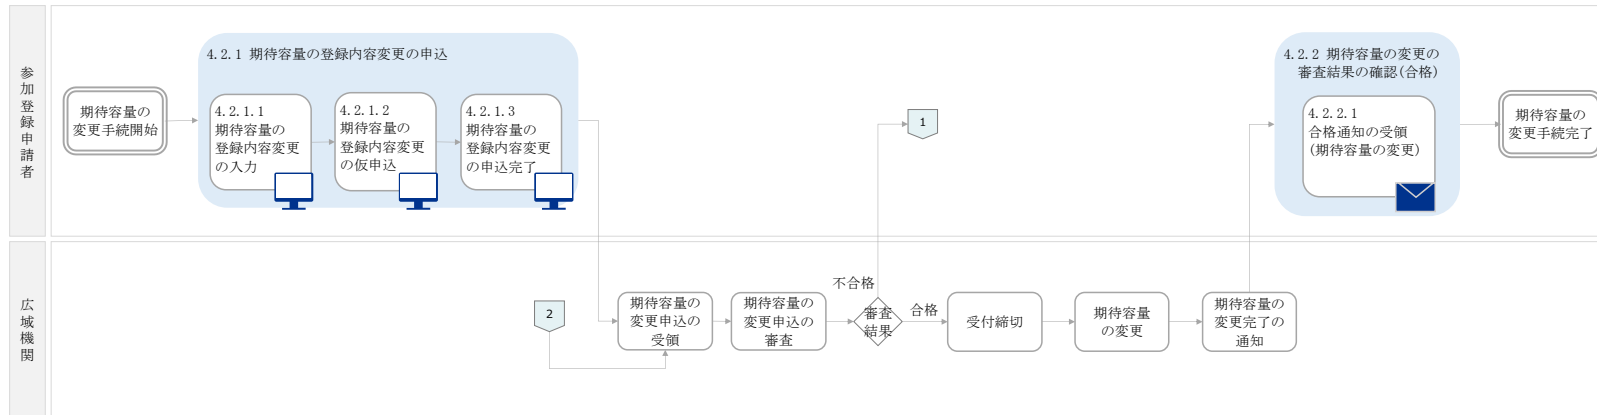 参加登録申請者
期待容量の
変更手続開始
4.2.1 期待容量の登録内容変更の申込
4.2.1.1
期待容量の
登録内容変更
の入力
4.2.1.2
期待容量の
登録内容変更
の仮申込
4.2.1.3
期待容量の
登録内容変更
の申込完了
1
4.2.2 期待容量の変更の
審査結果の確認(合格)
4.2.2.1
合格通知の受領
(期待容量の変更)
期待容量の
変更手続完了
広域機関
2
期待容量の
変更申込の
受領
期待容量の
変更申込の
審査
不合格
審査
結果
合格
受付締切
期待容量
の変更
期待容量の
変更完了の
通知